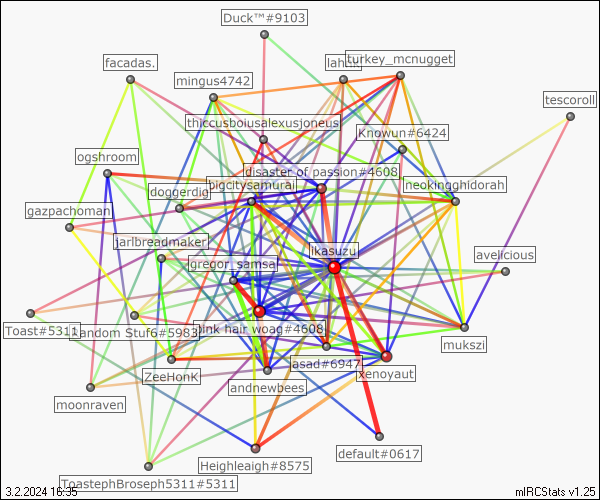 Duck™#9103
facadas.
turkey_mcnugget
mingus4742
tescoroll
thiccusboiusalexusjoneus
Knowun#6424
ogshroom
disaster of passion#4608
doggerdig
bigcitysamurai
neokingghidorah
gazpachoman
jarlbreadmaker
ikasuzu
avelicious
gregor_samsa
Toast#5311
random Stuf6#5983
pink hair woag#4608
mukszi
asad#6947
ZeeHonK
xenoyaut
moonraven
andnewbees
default#0617
Heighleaigh#8575
ToastephBroseph5311#5311
3.2.2024 16:35
mIRCStats v1.25